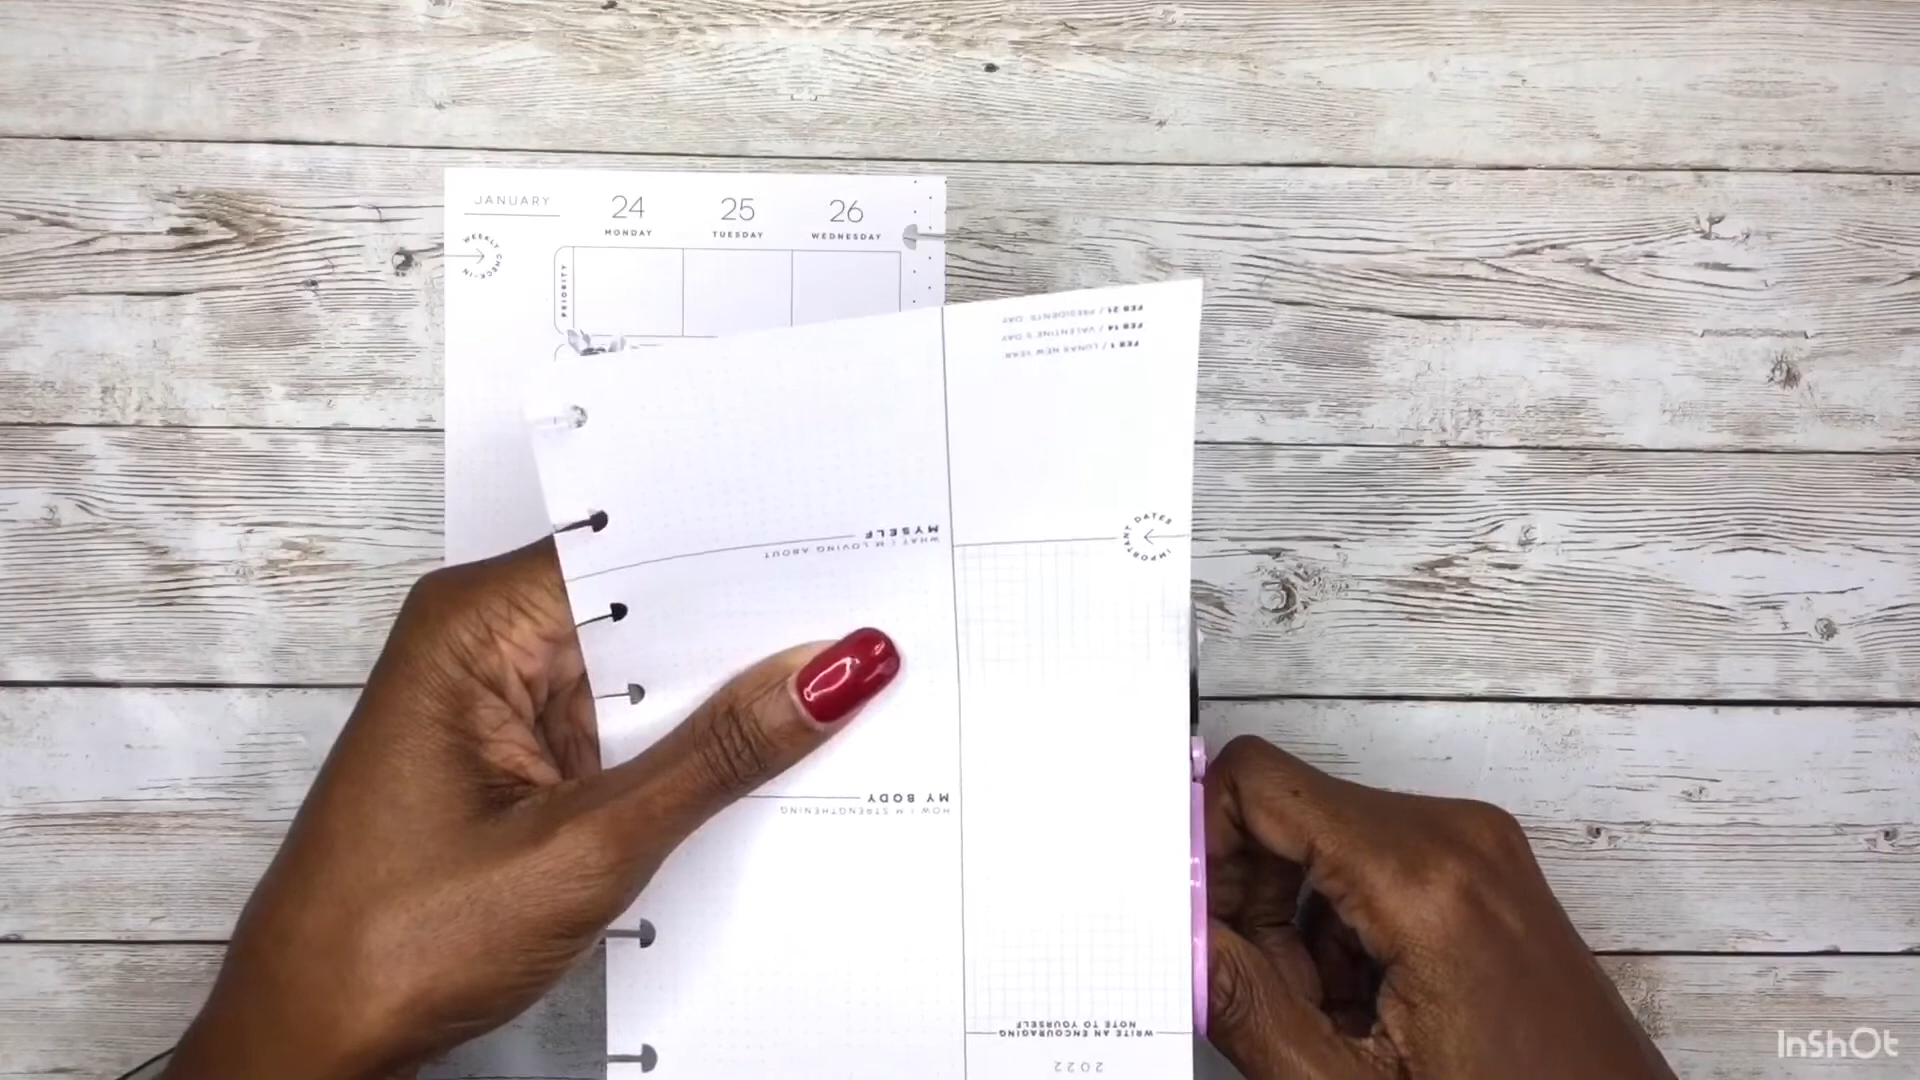 JANUARY
24
25
26
MONDAY
TUESDAY
WEDNESDAY
WEEKLY CHECK-IN
PRIORITY
FEB 21 / PRESIDENTS' DAY
FEB 14 / VALENTINE'S DAY
FEB 1 / LUNAR NEW YEAR
IMPORTANT DATES
WHAT I'M LOVING ABOUT
MYSELF
HOW I'M STRENGTHENING
MY BODY
WRITE AN ENCOURAGING
NOTE TO YOURSELF
2022
InShOt